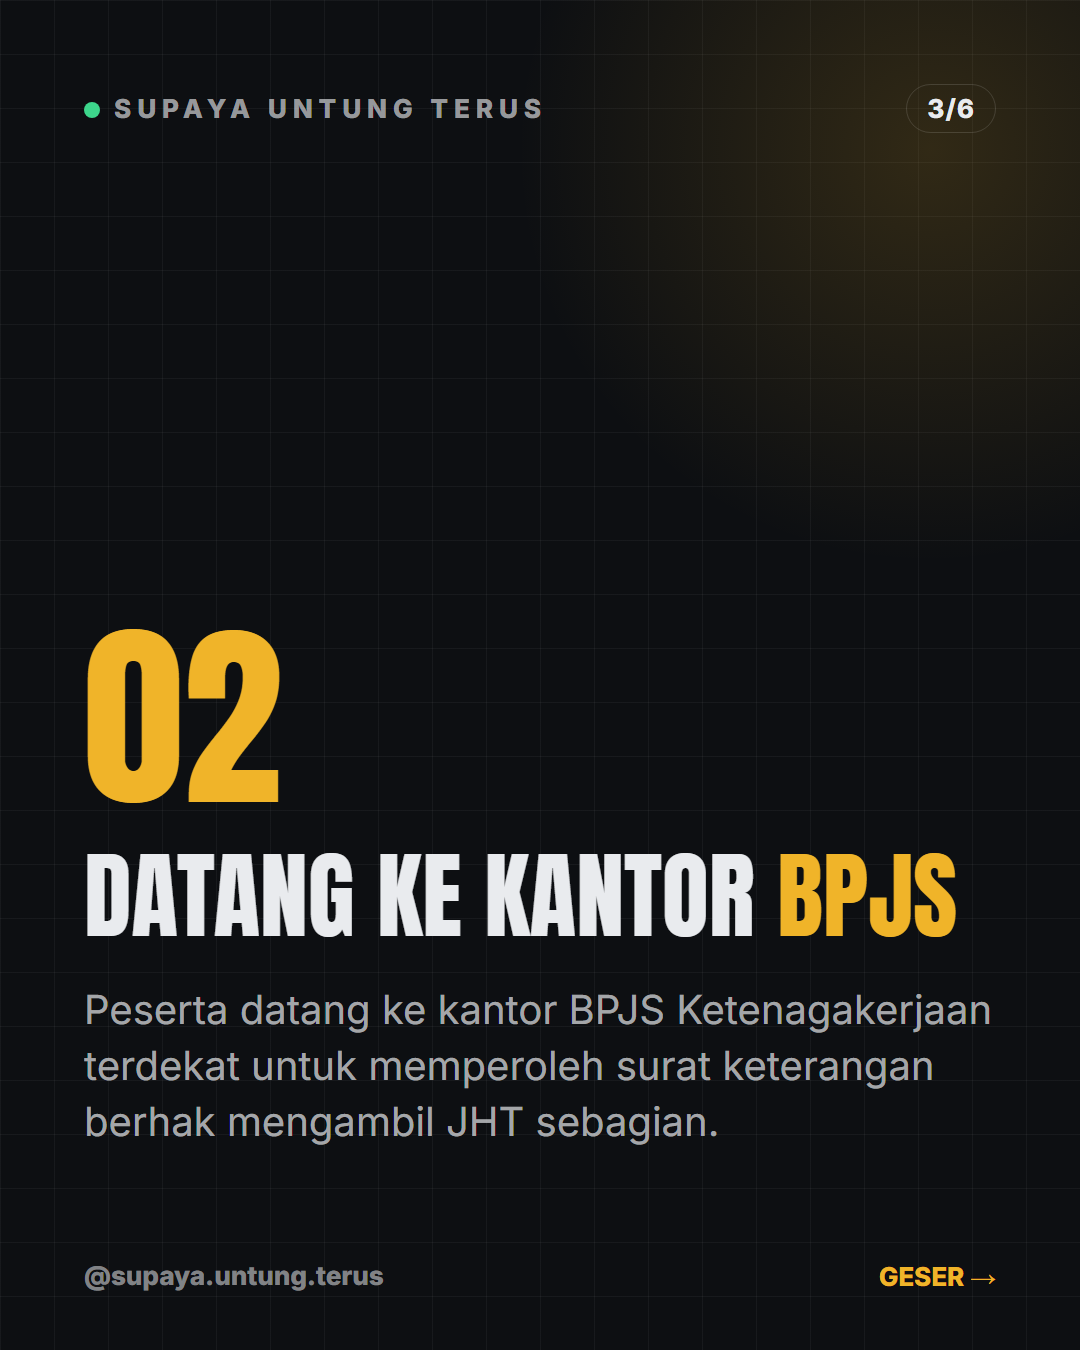 SUPAYA UNTUNG TERUS
3/6
02
DATANG KE KANTOR BPJS
Peserta datang ke kantor BPJS Ketenagakerjaan
terdekat untuk memperoleh surat keterangan
berhak mengambil JHT sebagian.
@supaya.untung.terus
GESER →